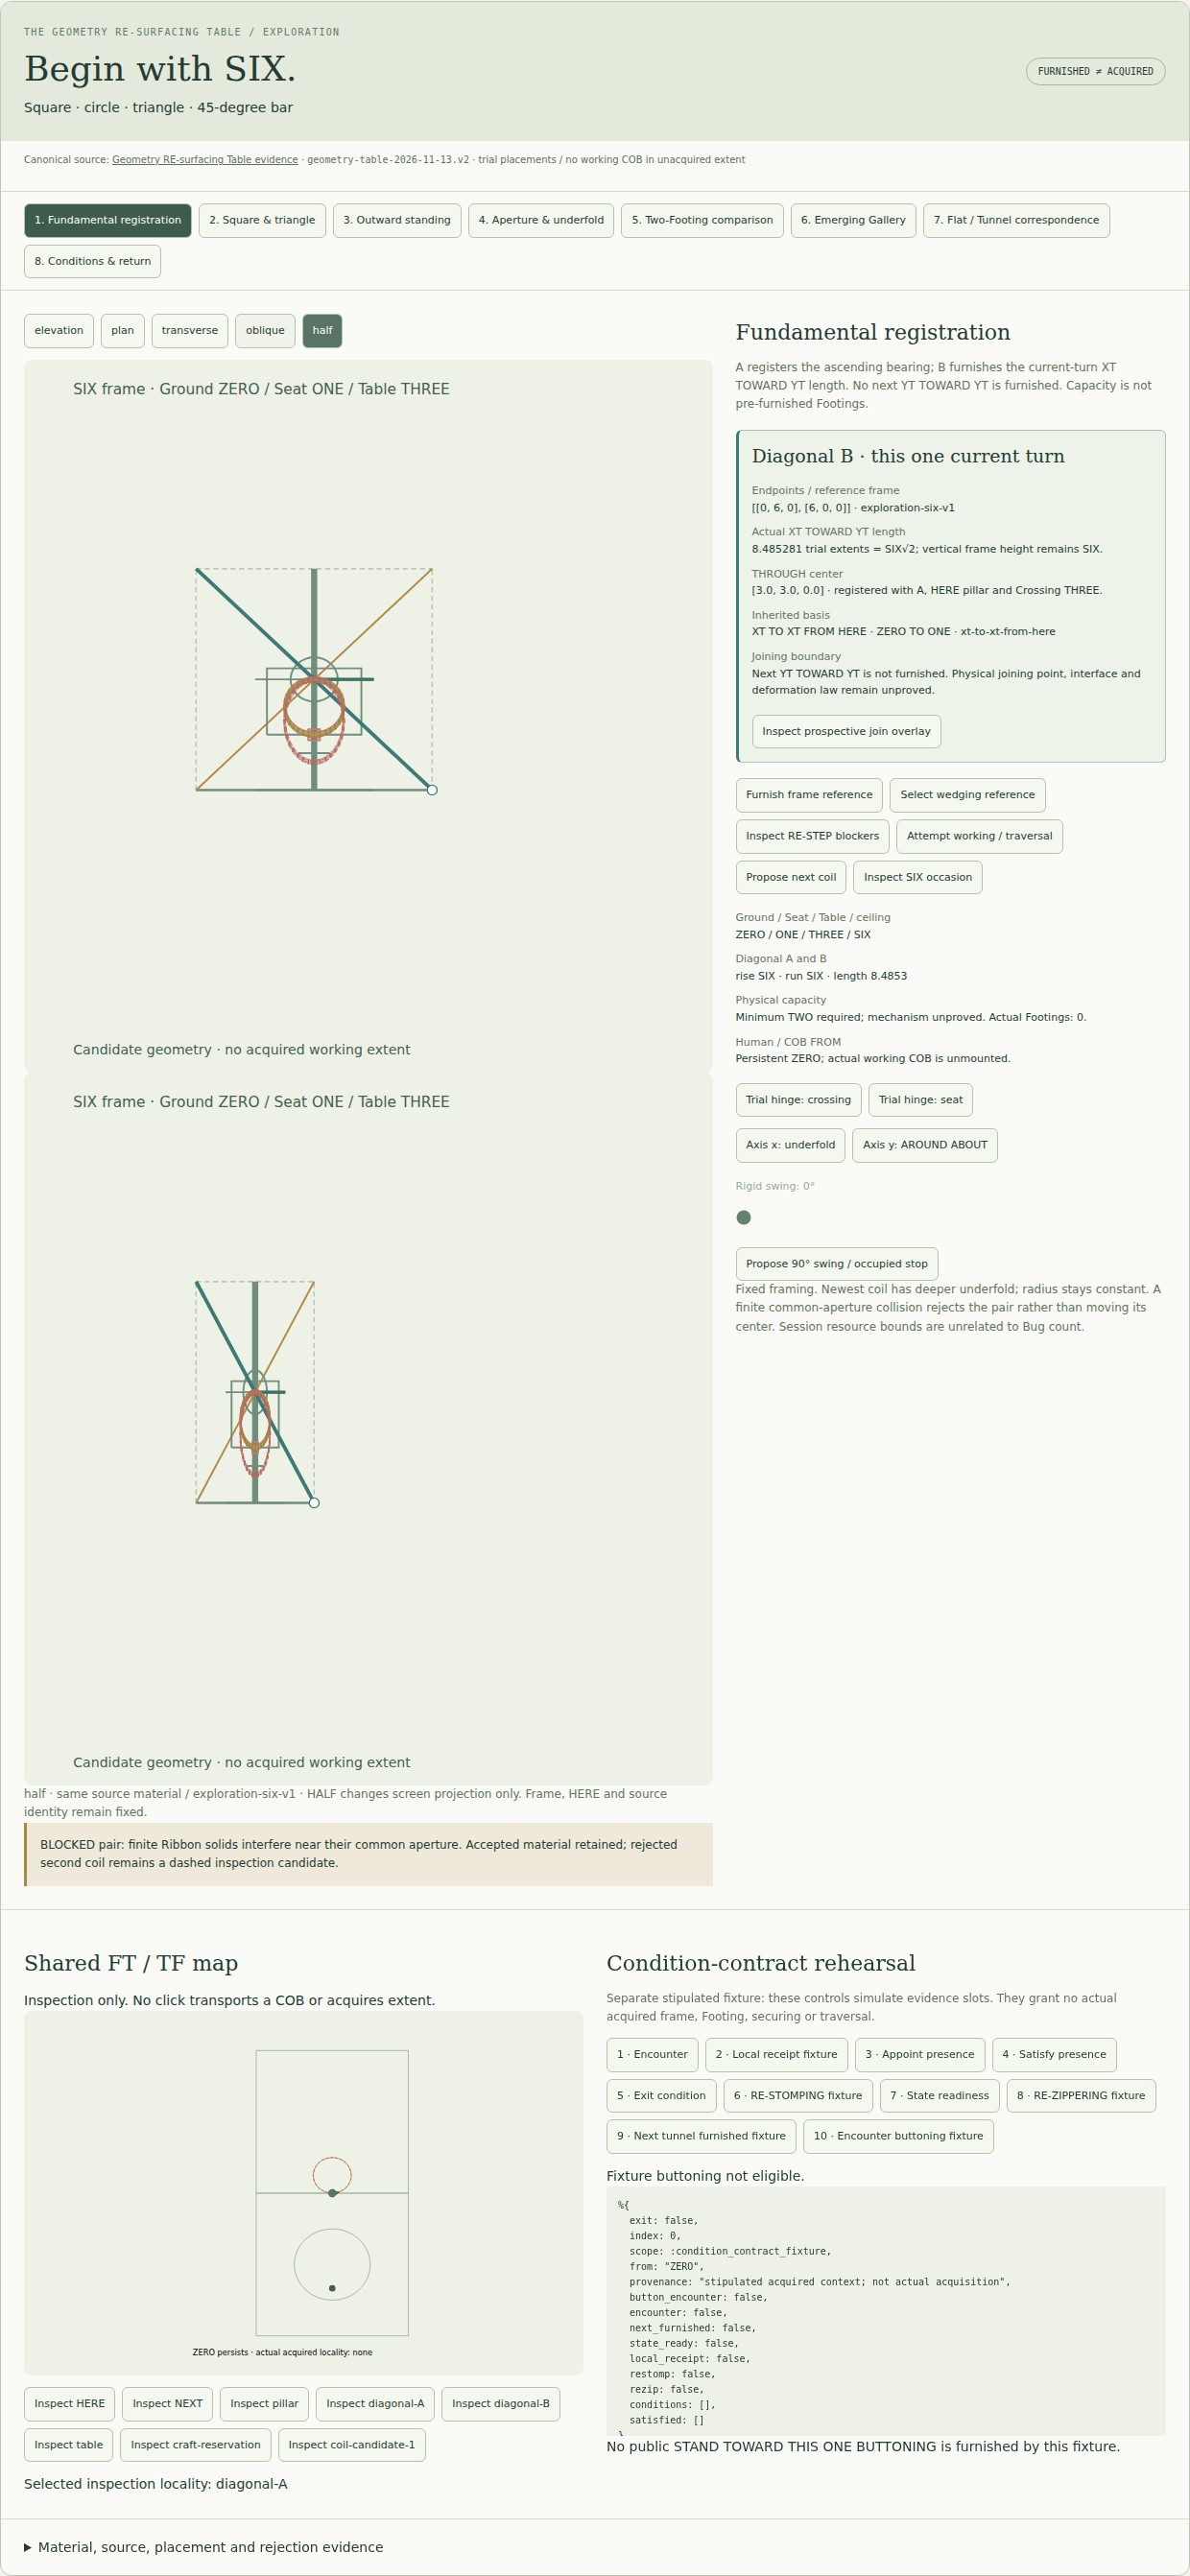 THE GEOMETRY RE-SURFACING TABLE / EXPLORATION
Begin with SIX.
Square · circle · triangle · 45-degree bar
FURNISHED ≠ ACQUIRED
Canonical source: Geometry RE-surfacing Table evidence · geometry-table-2026-11-13.v2 · trial placements / no working COB in unacquired extent
1. Fundamental registration
2. Square & triangle
3. Outward standing
4. Aperture & underfold
5. Two-Footing comparison
6. Emerging Gallery
7. Flat / Tunnel correspondence
8. Conditions & return
elevation
plan
transverse
oblique
half
SIX frame · Ground ZERO / Seat ONE / Table THREE
Candidate geometry · no acquired working extent
SIX frame · Ground ZERO / Seat ONE / Table THREE
Candidate geometry · no acquired working extent
half · same source material / exploration-six-v1 · HALF changes screen projection only. Frame, HERE and source
identity remain fixed.
BLOCKED pair: finite Ribbon solids interfere near their common aperture. Accepted material retained; rejected
second coil remains a dashed inspection candidate.
Fundamental registration
A registers the ascending bearing; B furnishes the current-turn XT
TOWARD YT length. No next YT TOWARD YT is furnished. Capacity is not
pre-furnished Footings.
Diagonal B · this one current turn
Endpoints / reference frame
[[0, 6, 0], [6, 0, 0]] · exploration-six-v1
Actual XT TOWARD YT length
8.485281 trial extents = SIX√2; vertical frame height remains SIX.
THROUGH center
[3.0, 3.0, 0.0] · registered with A, HERE pillar and Crossing THREE.
Inherited basis
XT TO XT FROM HERE · ZERO TO ONE · xt-to-xt-from-here
Joining boundary
Next YT TOWARD YT is not furnished. Physical joining point, interface and
deformation law remain unproved.
Inspect prospective join overlay
Furnish frame reference
Select wedging reference
Inspect RE-STEP blockers
Attempt working / traversal
Propose next coil
Inspect SIX occasion
Ground / Seat / Table / ceiling
ZERO / ONE / THREE / SIX
Diagonal A and B
rise SIX · run SIX · length 8.4853
Physical capacity
Minimum TWO required; mechanism unproved. Actual Footings: 0.
Human / COB FROM
Persistent ZERO; actual working COB is unmounted.
Trial hinge: crossing
Trial hinge: seat
Axis x: underfold
Axis y: AROUND ABOUT
Rigid swing: 0°
Propose 90° swing / occupied stop
Fixed framing. Newest coil has deeper underfold; radius stays constant. A
finite common-aperture collision rejects the pair rather than moving its
center. Session resource bounds are unrelated to Bug count.
Shared FT / TF map
Inspection only. No click transports a COB or acquires extent.
ZERO persists · actual acquired locality: none
Inspect HERE
Inspect NEXT
Inspect pillar
Inspect diagonal-A
Inspect diagonal-B
Inspect table
Inspect craft-reservation
Inspect coil-candidate-1
Selected inspection locality: diagonal-A
Condition-contract rehearsal
Separate stipulated fixture: these controls simulate evidence slots. They grant no actual
acquired frame, Footing, securing or traversal.
1 · Encounter
2 · Local receipt fixture
3 · Appoint presence
4 · Satisfy presence
5 · Exit condition
6 · RE-STOMPING fixture
7 · State readiness
8 · RE-ZIPPERING fixture
9 · Next tunnel furnished fixture
10 · Encounter buttoning fixture
Fixture buttoning not eligible.
%{
exit: false,
index: 0,
scope: :condition_contract_fixture,
from: "ZERO",
provenance: "stipulated acquired context; not actual acquisition",
button_encounter: false,
encounter: false,
next_furnished: false,
state_ready: false,
local_receipt: false,
restomp: false,
rezip: false,
conditions: [],
satisfied: []
}
No public STAND TOWARD THIS ONE BUTTONING is furnished by this fixture.
Material, source, placement and rejection evidence